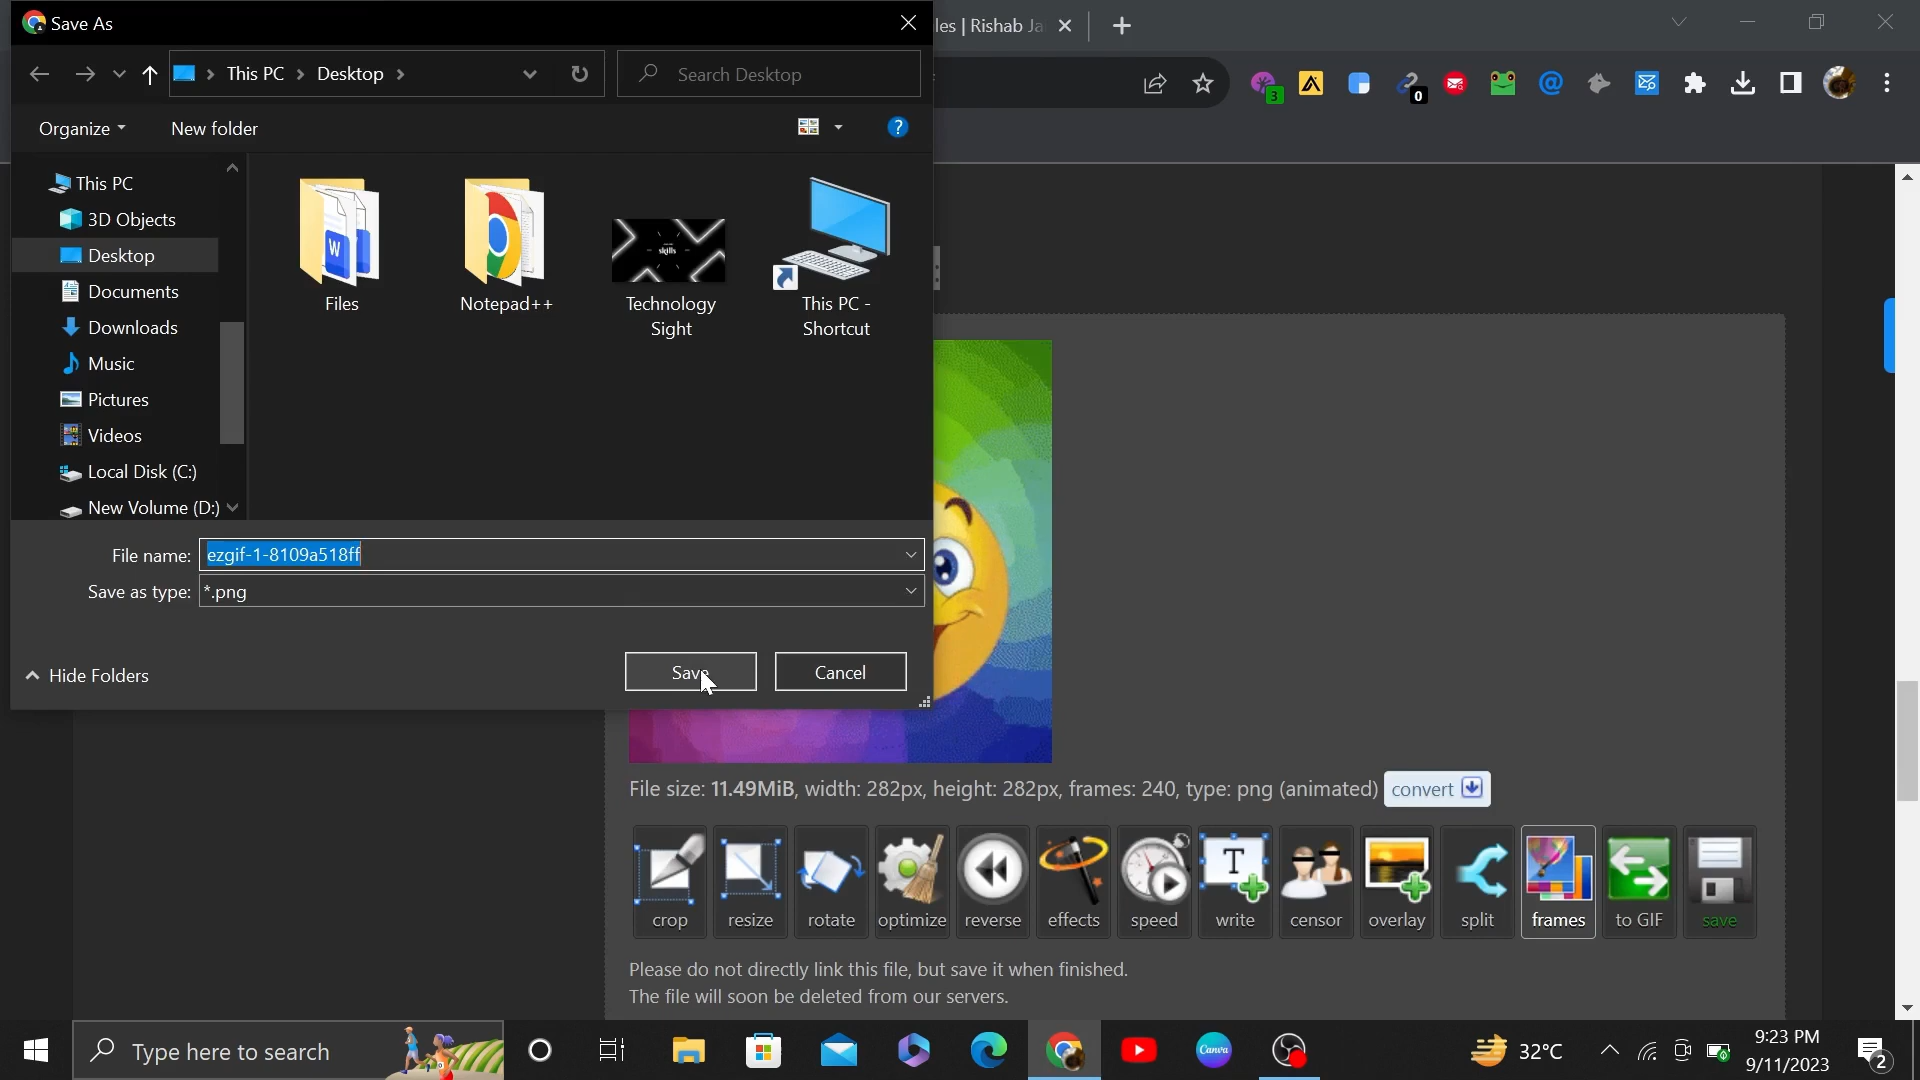 Save As
les | Rishab Ja
This PC
Desktop
Search Desktop
3
0
Organize
New folder
?
This PC
3D Objects
Desktop
Documents
Downloads
Music
Pictures
Videos
Local Disk (C:)
New Volume (D:)
W
Files
Notepad++
skills
Technology
Sight
This PC -
Shortcut
File name: ezgif-1-8109a518ff
Save as type: *.png
Hide Folders
Save
Cancel
File size: 11.49MiB, width: 282px, height: 282px, frames: 240, type: png (animated) convert
T
crop resize rotate optimize reverse effects speed write censor overlay split frames to GIF save
Please do not directly link this file, but save it when finished.
The file will soon be deleted from our servers.
Type here to search
Canva
32°C
9:23 PM
9/11/2023
2